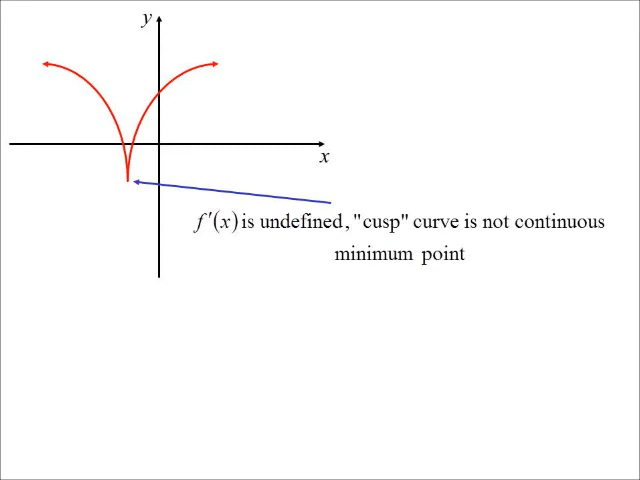 y
x
f′(x) is undefined, "cusp" curve is not continuous
minimum point